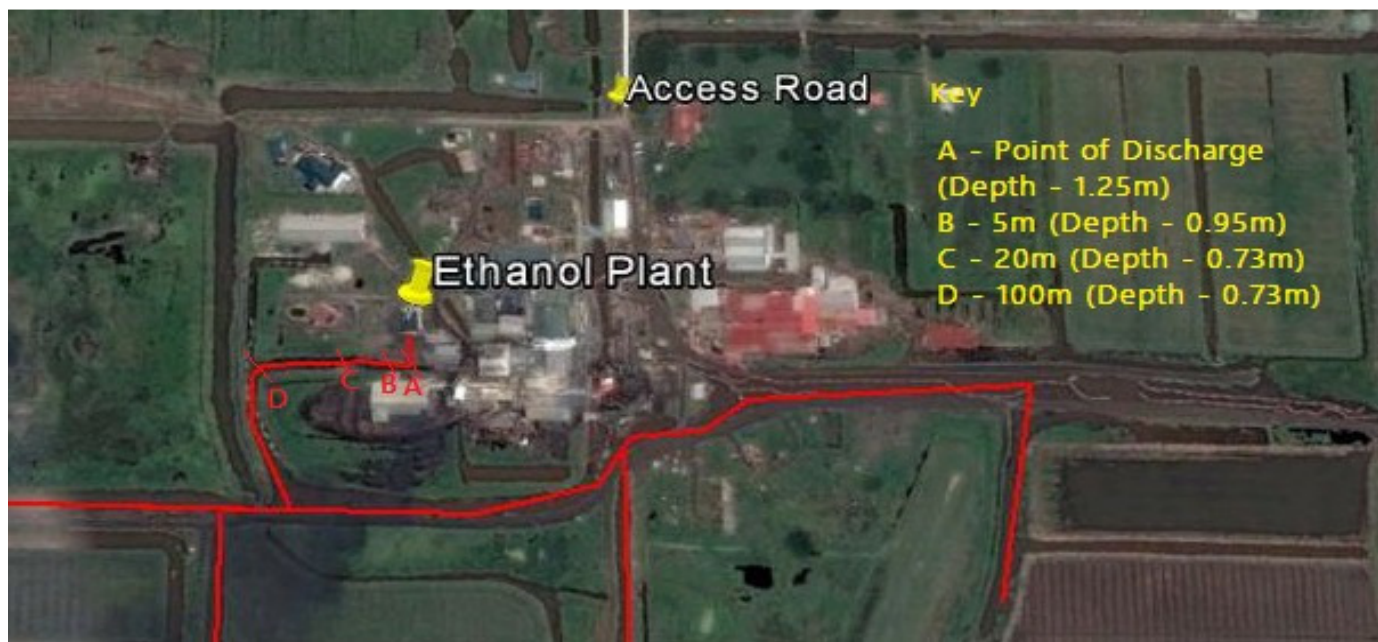 Access Road
Key
A - Point of Discharge
(Depth - 1.25m)
B - 5m (Depth - 0.95m)
C - 20m (Depth - 0.73m)
D - 100m (Depth - 0.73m)
Ethanol Plant
D
C
B
A